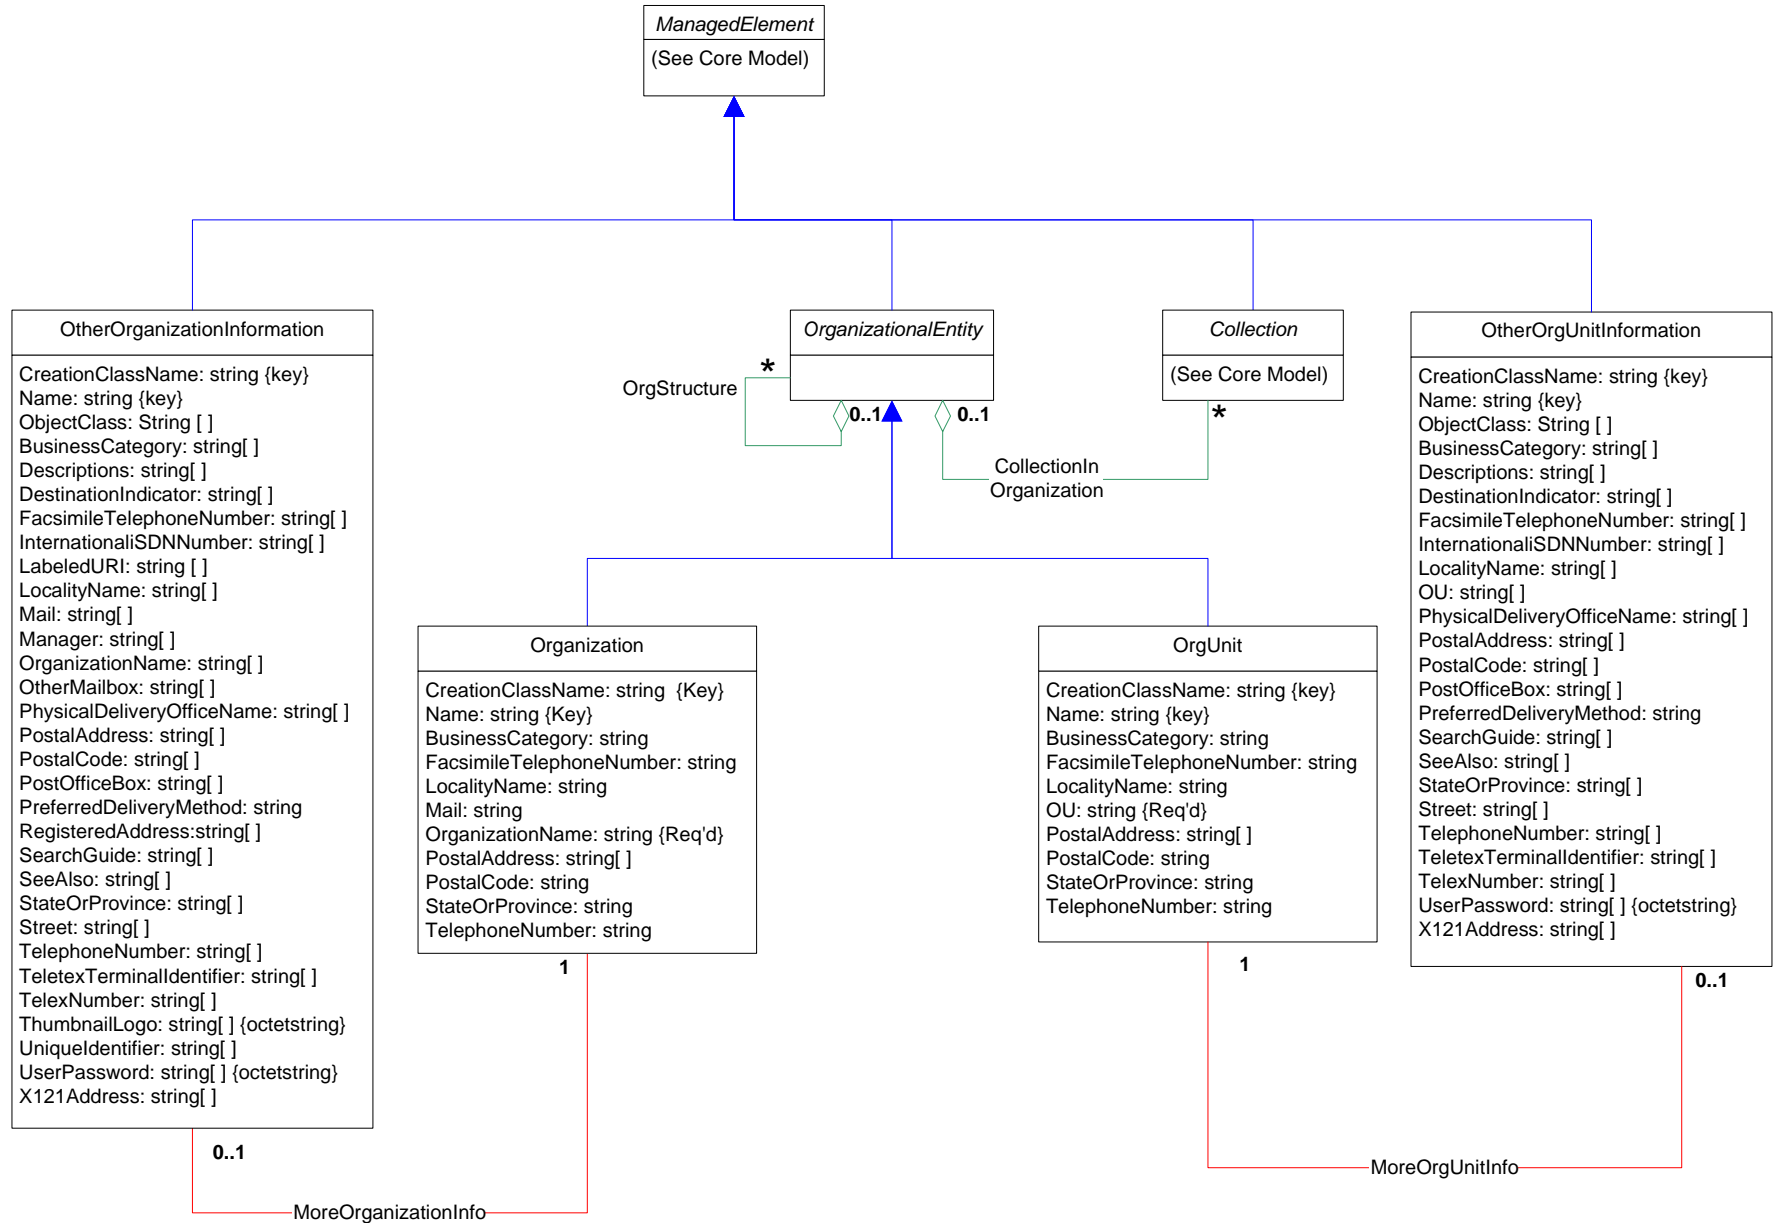 ManagedElement
(See Core Model)
OtherOrganizationInformation
CreationClassName: string {key}
Name: string {key}
ObjectClass: String [ ]
BusinessCategory: string[ ]
Descriptions: string[ ]
DestinationIndicator: string[ ]
FacsimileTelephoneNumber: string[ ]
InternationaliSDNNumber: string[ ]
LabeledURI: string [ ]
LocalityName: string[ ]
Mail: string[ ]
Manager: string[ ]
OrganizationName: string[ ]
OtherMailbox: string[ ]
PhysicalDeliveryOfficeName: string[ ]
PostalAddress: string[ ]
PostalCode: string[ ]
PostOfficeBox: string[ ]
PreferredDeliveryMethod: string
RegisteredAddress:string[ ]
SearchGuide: string[ ]
SeeAlso: string[ ]
StateOrProvince: string[ ]
Street: string[ ]
TelephoneNumber: string[ ]
TeletexTerminalIdentifier: string[ ]
TelexNumber: string[ ]
ThumbnailLogo: string[ ] {octetstring}
UniqueIdentifier: string[ ]
UserPassword: string[ ] {octetstring}
X121Address: string[ ]
0..1
MoreOrganizationInfo
OrganizationalEntity
*
OrgStructure
0..1
0..1
CollectionIn
Organization
Collection
(See Core Model)
*
Organization
CreationClassName: string  {Key}
Name: string {Key}
BusinessCategory: string
FacsimileTelephoneNumber: string
LocalityName: string
Mail: string
OrganizationName: string {Req'd}
PostalAddress: string[ ]
PostalCode: string
StateOrProvince: string
TelephoneNumber: string
1
OrgUnit
CreationClassName: string {key}
Name: string {key}
BusinessCategory: string
FacsimileTelephoneNumber: string
LocalityName: string
OU: string {Req'd}
PostalAddress: string[ ]
PostalCode: string
StateOrProvince: string
TelephoneNumber: string
1
OtherOrgUnitInformation
CreationClassName: string {key}
Name: string {key}
ObjectClass: String [ ]
BusinessCategory: string[ ]
Descriptions: string[ ]
DestinationIndicator: string[ ]
FacsimileTelephoneNumber: string[ ]
InternationaliSDNNumber: string[ ]
LocalityName: string[ ]
OU: string[ ]
PhysicalDeliveryOfficeName: string[ ]
PostalAddress: string[ ]
PostalCode: string[ ]
PostOfficeBox: string[ ]
PreferredDeliveryMethod: string
SearchGuide: string[ ]
SeeAlso: string[ ]
StateOrProvince: string[ ]
Street: string[ ]
TelephoneNumber: string[ ]
TeletexTerminalIdentifier: string[ ]
TelexNumber: string[ ]
UserPassword: string[ ] {octetstring}
X121Address: string[ ]
0..1
MoreOrgUnitInfo